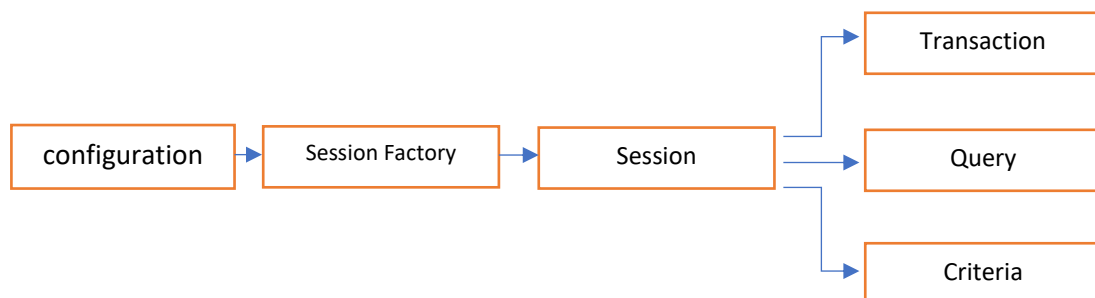 Transaction
configuration
Session Factory
Session
Query
Criteria